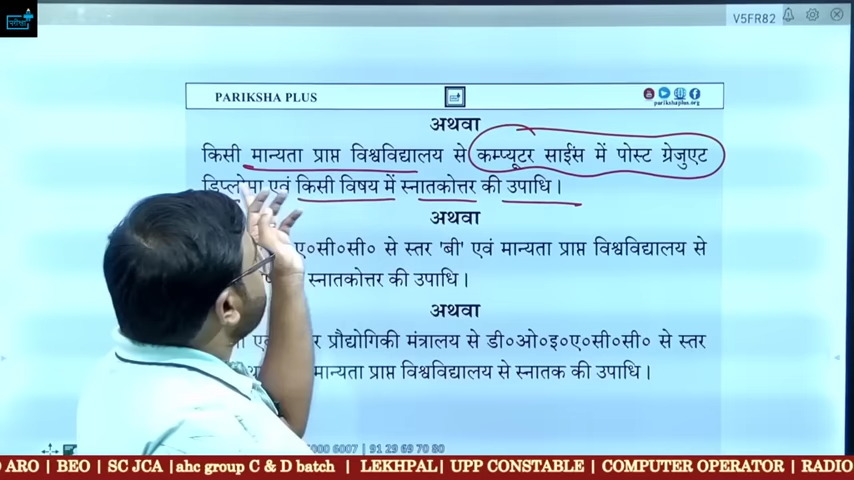 परीक्षा
V5FR82
PARIKSHA PLUS
parikshaplus.org
अथवा
किसी मान्यता प्राप्त विश्वविद्यालय से कम्प्यूटर साईंस में पोस्ट ग्रेजुएट
डिप्लोमा एवं किसी विषय में स्नातकोत्तर की उपाधि।
अथवा
ए०सी०सी० से स्तर 'बी' एवं मान्यता प्राप्त विश्वविद्यालय से
स्नातकोत्तर की उपाधि।
अथवा
प्रौद्योगिकी मंत्रालय से डी०ओ०इ०ए०सी०सी० से स्तर
मान्यता प्राप्त विश्वविद्यालय से स्नातक की उपाधि।
6007 | 91 29 69 70 80
ARO | BEO | SC JCA |ahc group C & D batch | LEKHPAL| UPP CONSTABLE | COMPUTER OPERATOR | RADIO